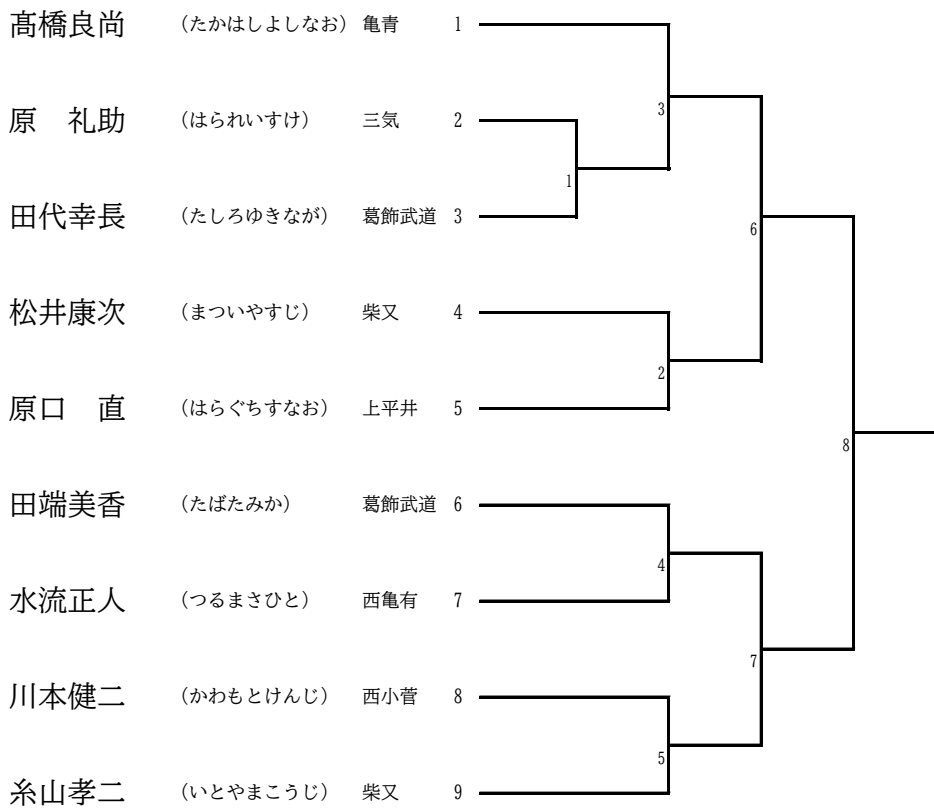 髙橋良尚 (たかはしよしなお) 亀青 1
3
原　礼助 (はられいすけ) 三気 2
1
田代幸長 (たしろゆきなが) 葛飾武道 3
6
松井康次 (まついやすじ) 柴又 4
2
原口　直 (はらぐちすなお) 上平井 5
8
田端美香 (たばたみか) 葛飾武道 6
4
水流正人 (つるまさひと) 西亀有 7
7
川本健二 (かわもとけんじ) 西小菅 8
5
糸山孝二 (いとやまこうじ) 柴又 9